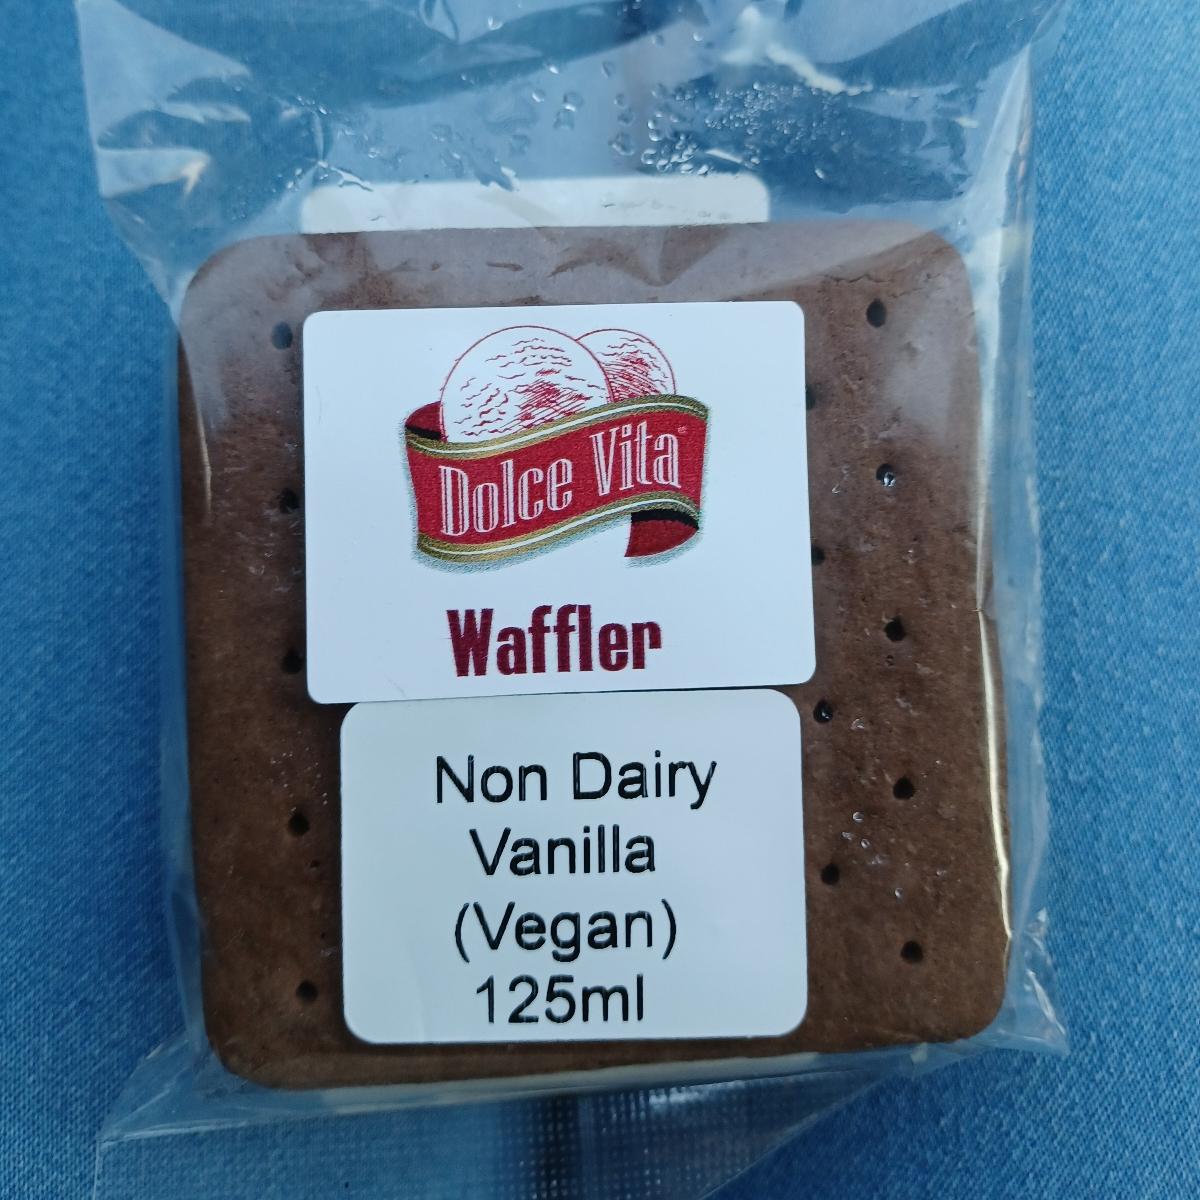 Dolce Vita
Waffler
Non Dairy
Vanilla
(Vegan)
125ml